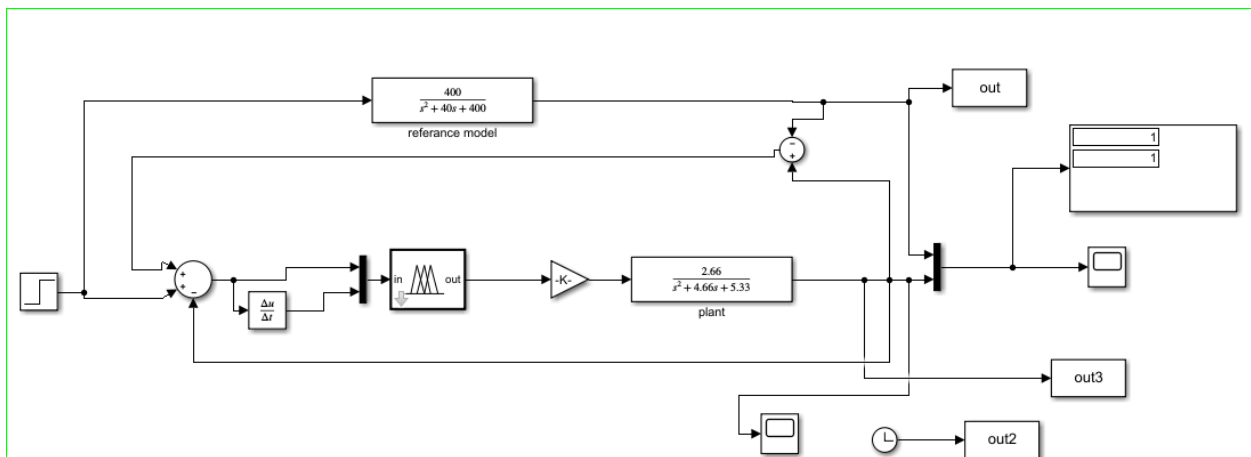 400
s² + 40s + 400
referance model
out
−
+
1
1
+
+
−
Δu
Δt
in
out
-K-
2.66
s² + 4.66s + 5.33
plant
out3
out2